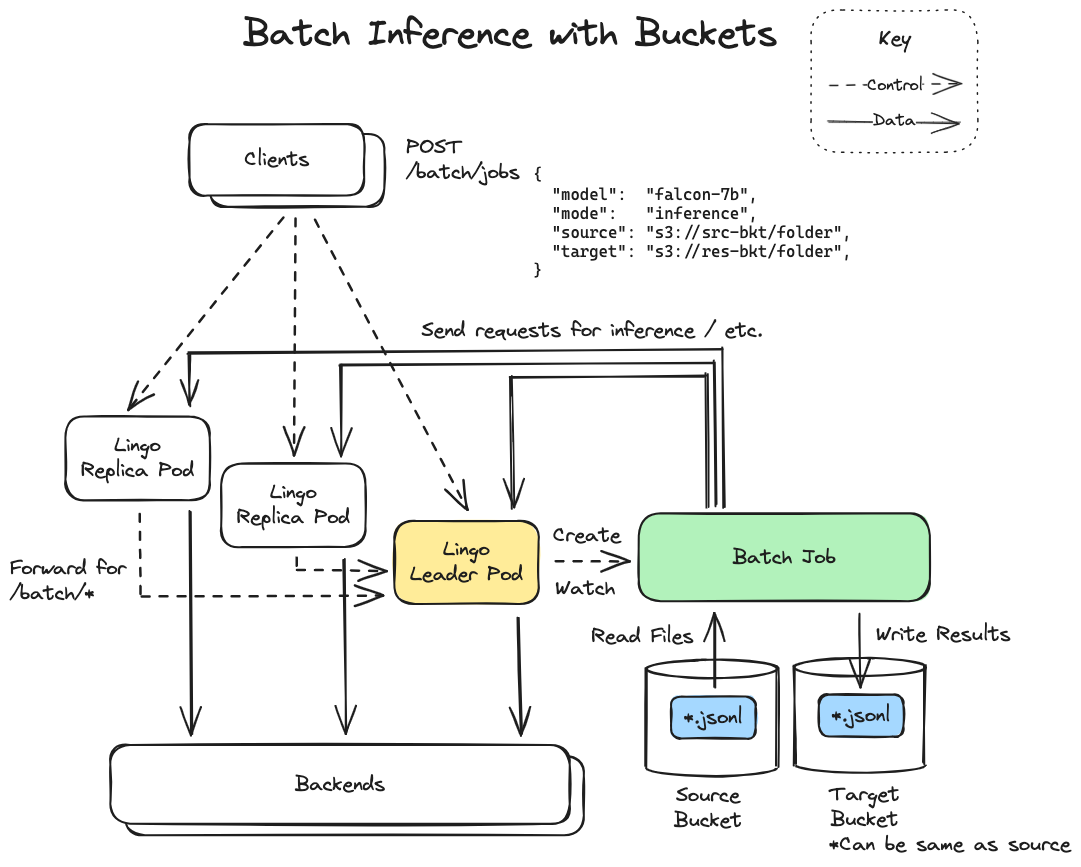 Batch Inference with Buckets
Key
Control
Data
Clients
POST
/batch/jobs {
"model": "falcon-7b",
"mode": "inference",
"source": "s3://src-bkt/folder",
"target": "s3://res-bkt/folder",
}
Send requests for inference / etc.
Lingo
Replica Pod
Lingo
Replica Pod
Lingo
Leader Pod
Create
Watch
Batch Job
Forward for
/batch/*
Read Files
Write Results
*.jsonl
*.jsonl
Backends
Source
Bucket
Target
Bucket
*Can be same as source